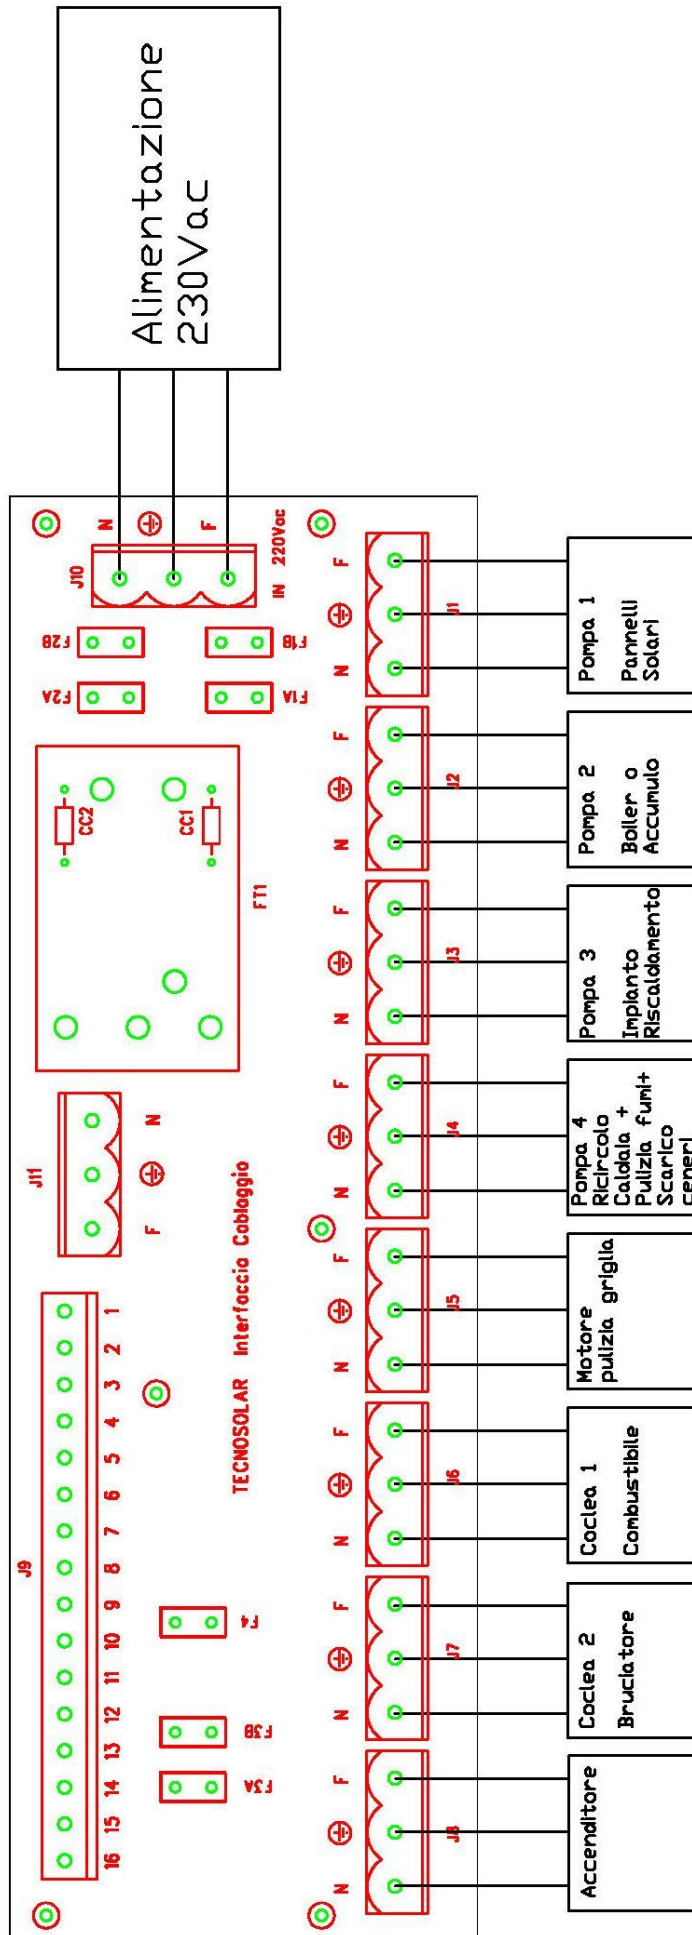 Alimentazione
230Vac
N
F
J10
IN 220Vac
F2B
F1B
F2A
F1A
CC2
CC1
FT1
J11
N
F
TECNOSOLAR Interfaccia Cablaggio
J9
1
2
3
4
5
6
7
8
9
10
11
12
13
14
15
16
F4
F3B
F3A
F
N
J1
Pompa 1
Pannelli
Solari
F
N
J2
Pompa 2
Boiler o
Accumulo
F
N
J3
Pompa 3
Impianto
Riscaldamento
F
N
J4
Pompa 4
Ricircolo
Caldaia +
Pulizia fumi+
Scarico
ceneri
F
N
J5
Motore
pulizia griglia
F
N
J6
Coclea 1
Combustibile
F
N
J7
Coclea 2
Bruciatore
F
N
J8
Accenditore